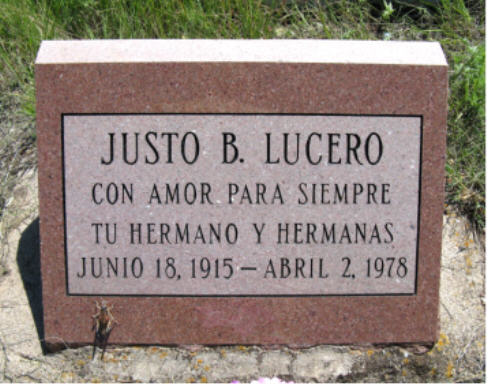 JUSTO B. LUCERO
CON AMOR PARA SIEMPRE
TU HERMANO Y HERMANAS
JUNIO 18, 1915 – ABRIL 2, 1978